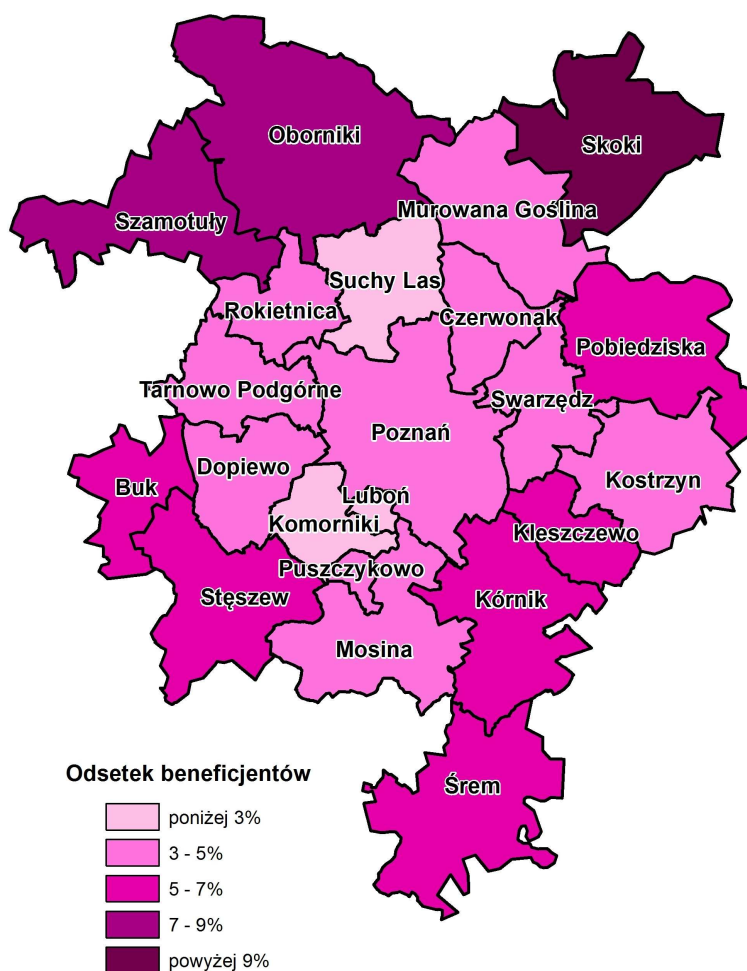 Oborniki
Skoki
Szamotuły
Murowana Goślina
Suchy Las
Rokietnica
Czerwonak
Pobiedziska
Tarnowo Podgórne
Swarzędz
Poznań
Buk
Dopiewo
Kostrzyn
Luboń
Komorniki
Kleszczewo
Puszczykowo
Stęszew
Kórnik
Mosina
Śrem
Odsetek beneficjentów
poniżej 3%
3 - 5%
5 - 7%
7 - 9%
powyżej 9%